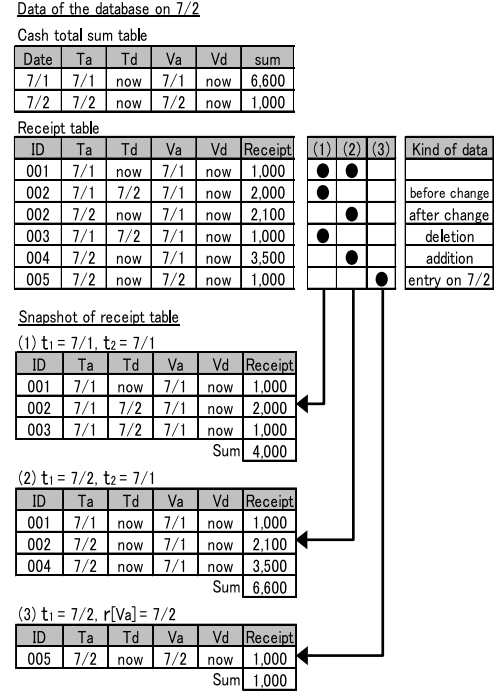 Data of the database on 7/2
Cash total sum table
Date Ta Td Va Vd sum
7/1 7/1 now 7/1 now 6,600
7/2 7/2 now 7/2 now 1,000
Receipt table
ID Ta Td Va Vd Receipt (1) (2) (3) Kind of data
001 7/1 now 7/1 now 1,000 ● ●
002 7/1 7/2 7/1 now 2,000 ● before change
002 7/2 now 7/1 now 2,100 ● after change
003 7/1 7/2 7/1 now 1,000 ● deletion
004 7/2 now 7/1 now 3,500 ● addition
005 7/2 now 7/2 now 1,000 ● entry on 7/2
Snapshot of receipt table
(1) t1 = 7/1, t2 = 7/1
ID Ta Td Va Vd Receipt
001 7/1 now 7/1 now 1,000
002 7/1 7/2 7/1 now 2,000
003 7/1 7/2 7/1 now 1,000
Sum 4,000
(2) t1 = 7/2, t2 = 7/1
ID Ta Td Va Vd Receipt
001 7/1 now 7/1 now 1,000
002 7/2 now 7/1 now 2,100
004 7/2 now 7/1 now 3,500
Sum 6,600
(3) t1 = 7/2, r[Va] = 7/2
ID Ta Td Va Vd Receipt
005 7/2 now 7/2 now 1,000
Sum 1,000